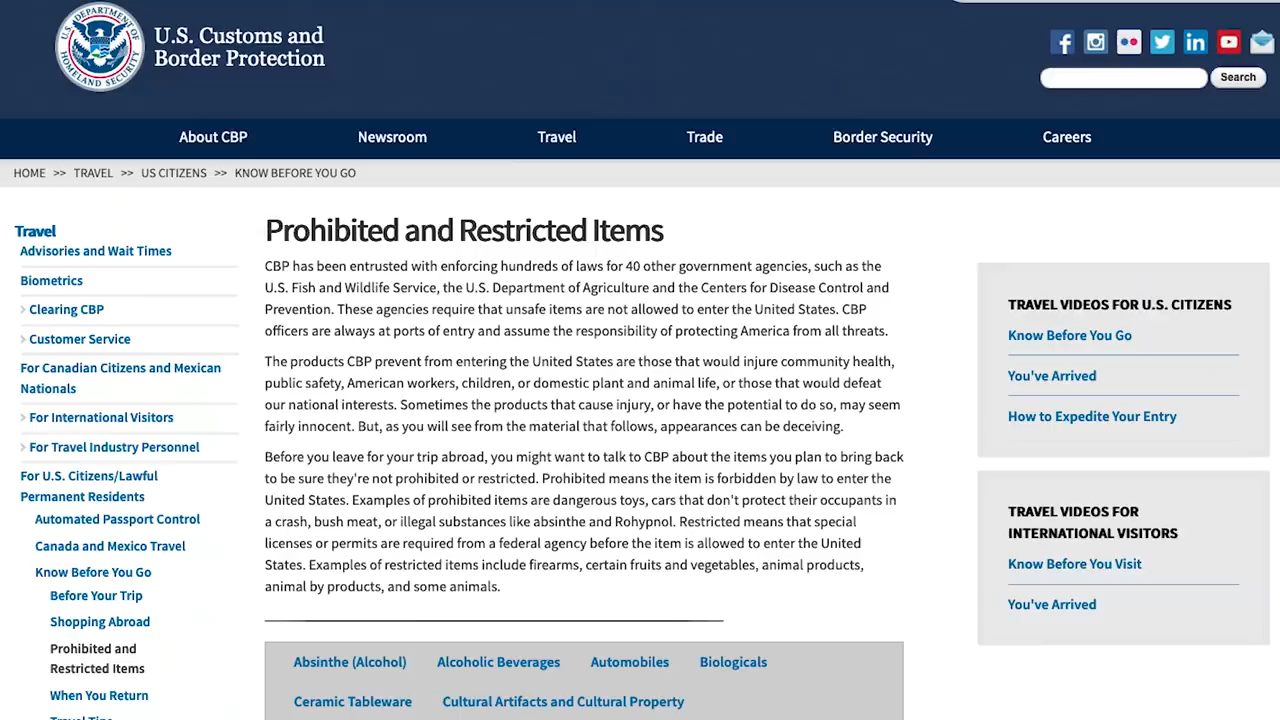 U.S. Customs and
Border Protection
U.S. DEPARTMENT OF
HOMELAND SECURITY
Search
About CBP
Newsroom
Travel
Trade
Border Security
Careers
HOME >> TRAVEL >> US CITIZENS >> KNOW BEFORE YOU GO
Travel
Advisories and Wait Times
Biometrics
Clearing CBP
Customer Service
For Canadian Citizens and Mexican
Nationals
For International Visitors
For Travel Industry Personnel
For U.S. Citizens/Lawful
Permanent Residents
Automated Passport Control
Canada and Mexico Travel
Know Before You Go
Before Your Trip
Shopping Abroad
Prohibited and
Restricted Items
When You Return
Travel Tips
Prohibited and Restricted Items
CBP has been entrusted with enforcing hundreds of laws for 40 other government agencies, such as the
U.S. Fish and Wildlife Service, the U.S. Department of Agriculture and the Centers for Disease Control and
Prevention. These agencies require that unsafe items are not allowed to enter the United States. CBP
officers are always at ports of entry and assume the responsibility of protecting America from all threats.
The products CBP prevent from entering the United States are those that would injure community health,
public safety, American workers, children, or domestic plant and animal life, or those that would defeat
our national interests. Sometimes the products that cause injury, or have the potential to do so, may seem
fairly innocent. But, as you will see from the material that follows, appearances can be deceiving.
Before you leave for your trip abroad, you might want to talk to CBP about the items you plan to bring back
to be sure they're not prohibited or restricted. Prohibited means the item is forbidden by law to enter the
United States. Examples of prohibited items are dangerous toys, cars that don't protect their occupants in
a crash, bush meat, or illegal substances like absinthe and Rohypnol. Restricted means that special
licenses or permits are required from a federal agency before the item is allowed to enter the United
States. Examples of restricted items include firearms, certain fruits and vegetables, animal products,
animal by products, and some animals.
Absinthe (Alcohol)
Alcoholic Beverages
Automobiles
Biologicals
Ceramic Tableware
Cultural Artifacts and Cultural Property
TRAVEL VIDEOS FOR U.S. CITIZENS
Know Before You Go
You've Arrived
How to Expedite Your Entry
TRAVEL VIDEOS FOR
INTERNATIONAL VISITORS
Know Before You Visit
You've Arrived